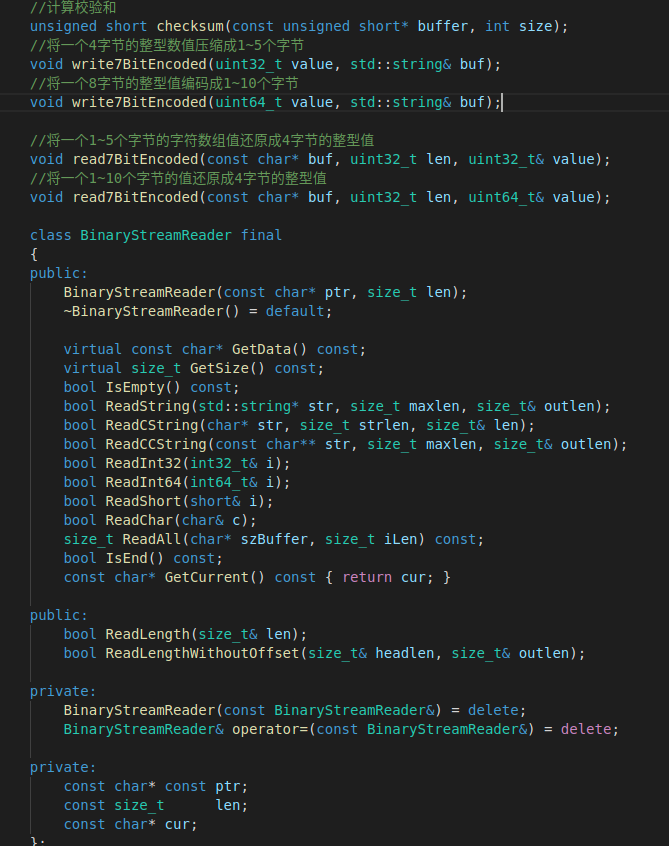 //计算校验和
unsigned short checksum(const unsigned short* buffer, int size);
//将一个4字节的整型数值压缩成1~5个字节
void write7BitEncoded(uint32_t value, std::string& buf);
//将一个8字节的整型值编码成1~10个字节
void write7BitEncoded(uint64_t value, std::string& buf);
//将一个1~5个字节的字符数组值还原成4字节的整型值
void read7BitEncoded(const char* buf, uint32_t len, uint32_t& value);
//将一个1~10个字节的值还原成4字节的整型值
void read7BitEncoded(const char* buf, uint32_t len, uint64_t& value);
class BinaryStreamReader final
{
public:
BinaryStreamReader(const char* ptr, size_t len);
~BinaryStreamReader() = default;
virtual const char* GetData() const;
virtual size_t GetSize() const;
bool IsEmpty() const;
bool ReadString(std::string* str, size_t maxlen, size_t& outlen);
bool ReadCString(char* str, size_t strlen, size_t& len);
bool ReadCCString(const char** str, size_t maxlen, size_t& outlen);
bool ReadInt32(int32_t& i);
bool ReadInt64(int64_t& i);
bool ReadShort(short& i);
bool ReadChar(char& c);
size_t ReadAll(char* szBuffer, size_t iLen) const;
bool IsEnd() const;
const char* GetCurrent() const { return cur; }
public:
bool ReadLength(size_t& len);
bool ReadLengthWithoutOffset(size_t& headlen, size_t& outlen);
private:
BinaryStreamReader(const BinaryStreamReader&) = delete;
BinaryStreamReader& operator=(const BinaryStreamReader&) = delete;
private:
const char* const ptr;
const size_t      len;
const char* cur;
};